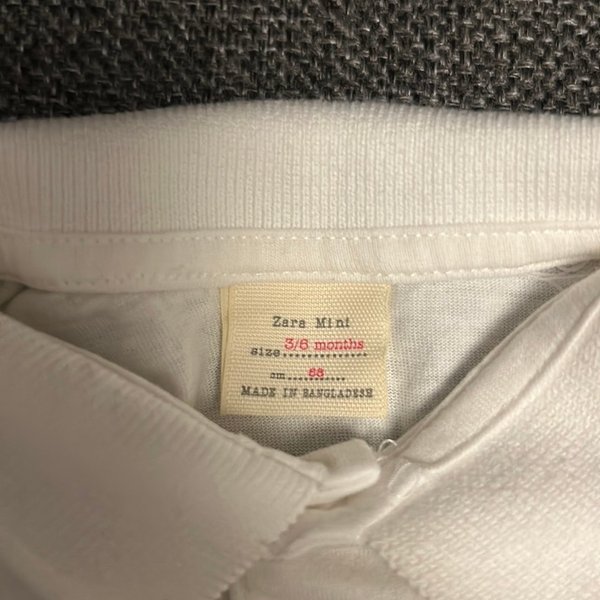 Zara Mini
size 3/6 months
cm 68
MADE IN BANGLADESH